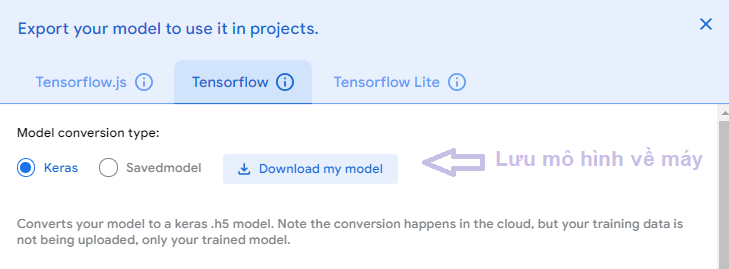 Export your model to use it in projects.
Tensorflow.js
Tensorflow
Tensorflow Lite
Model conversion type:
Keras
Savedmodel
Download my model
Lưu mô hình về máy
Converts your model to a keras .h5 model. Note the conversion happens in the cloud, but your training data is
not being uploaded, only your trained model.